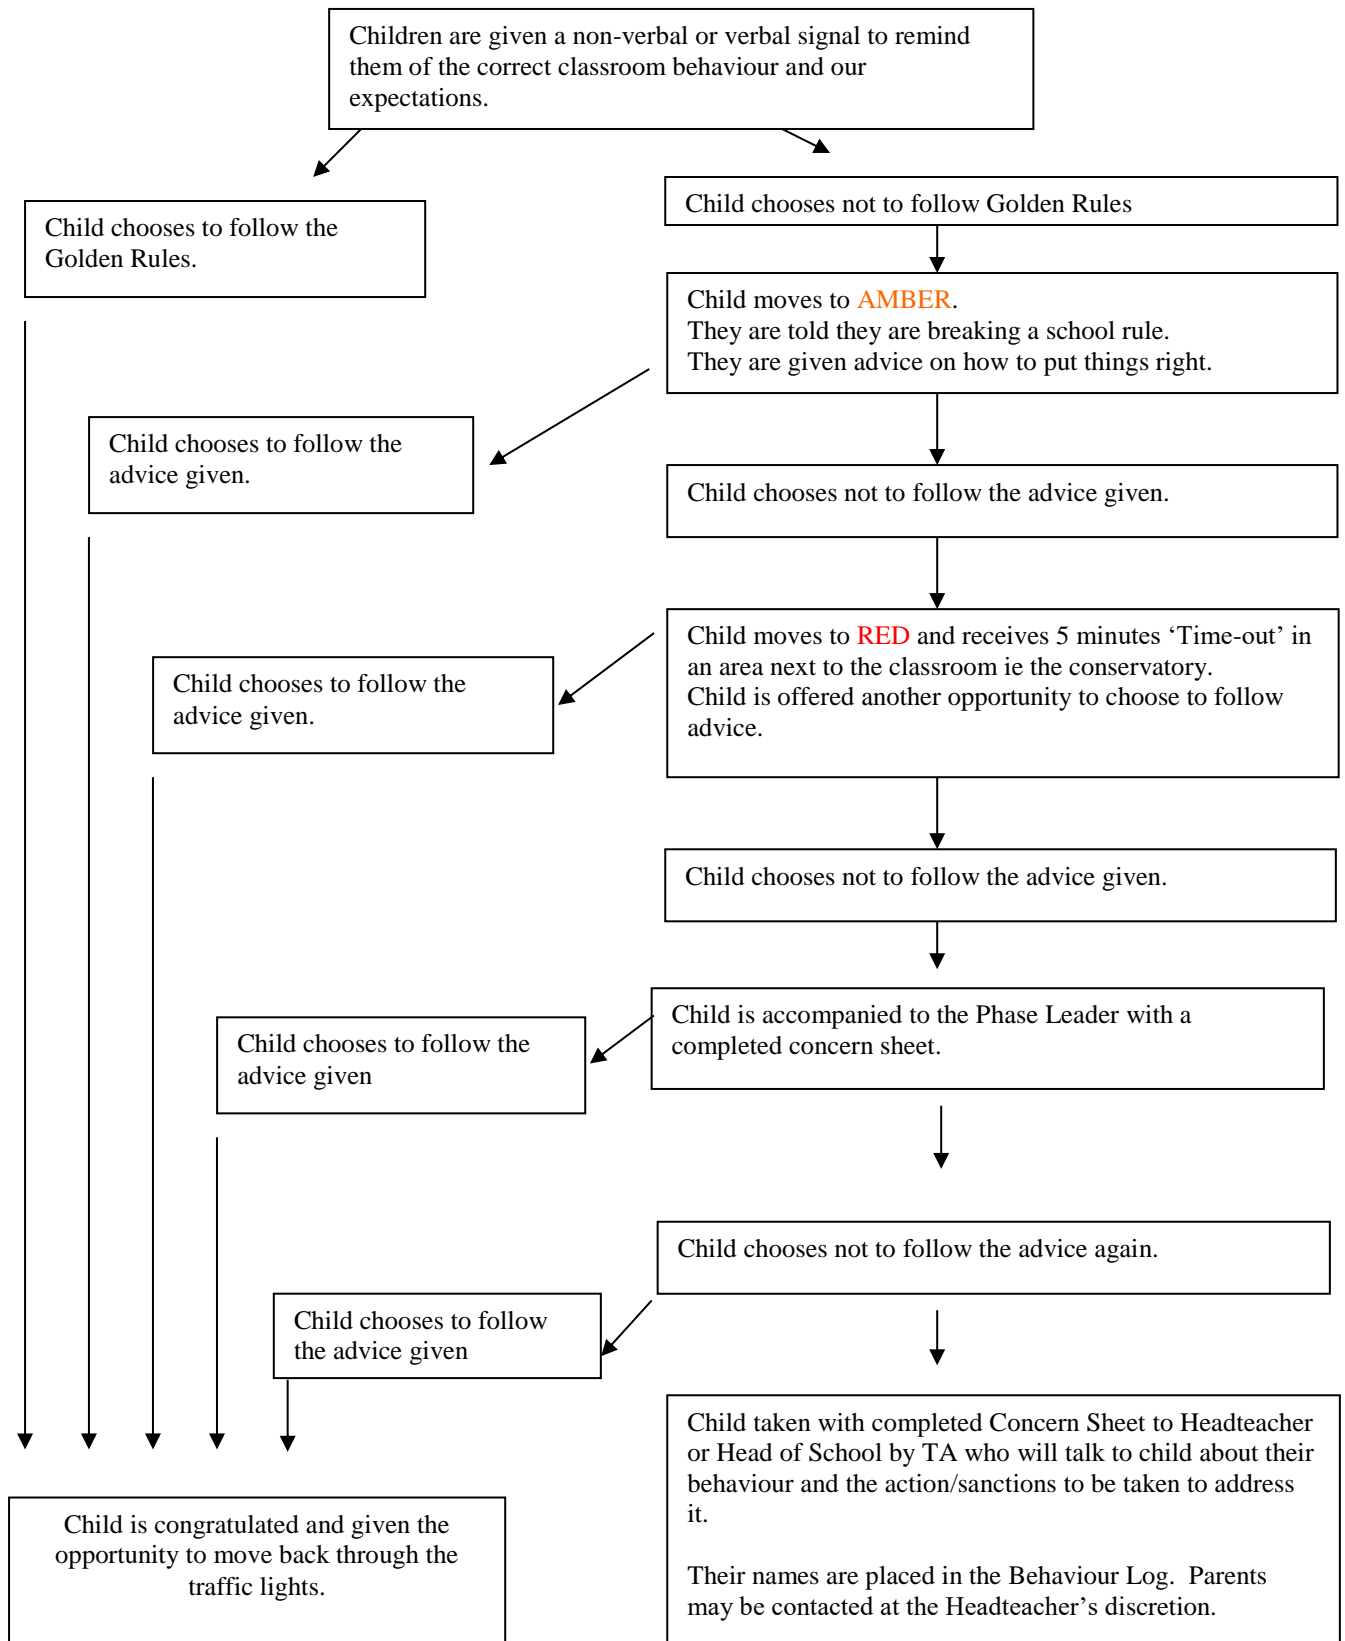 Children are given a non-verbal or verbal signal to remind
them of the correct classroom behaviour and our
expectations.
Child chooses to follow the
Golden Rules.
Child chooses not to follow Golden Rules
Child moves to AMBER.
They are told they are breaking a school rule.
They are given advice on how to put things right.
Child chooses to follow the
advice given.
Child chooses not to follow the advice given.
Child moves to RED and receives 5 minutes ‘Time-out’ in
an area next to the classroom ie the conservatory.
Child is offered another opportunity to choose to follow
advice.
Child chooses to follow the
advice given.
Child chooses not to follow the advice given.
Child is accompanied to the Phase Leader with a
completed concern sheet.
Child chooses to follow the
advice given
Child chooses not to follow the advice again.
Child chooses to follow
the advice given
Child taken with completed Concern Sheet to Headteacher
or Head of School by TA who will talk to child about their
behaviour and the action/sanctions to be taken to address
it.
Their names are placed in the Behaviour Log.  Parents
may be contacted at the Headteacher’s discretion.
Child is congratulated and given the
opportunity to move back through the
traffic lights.